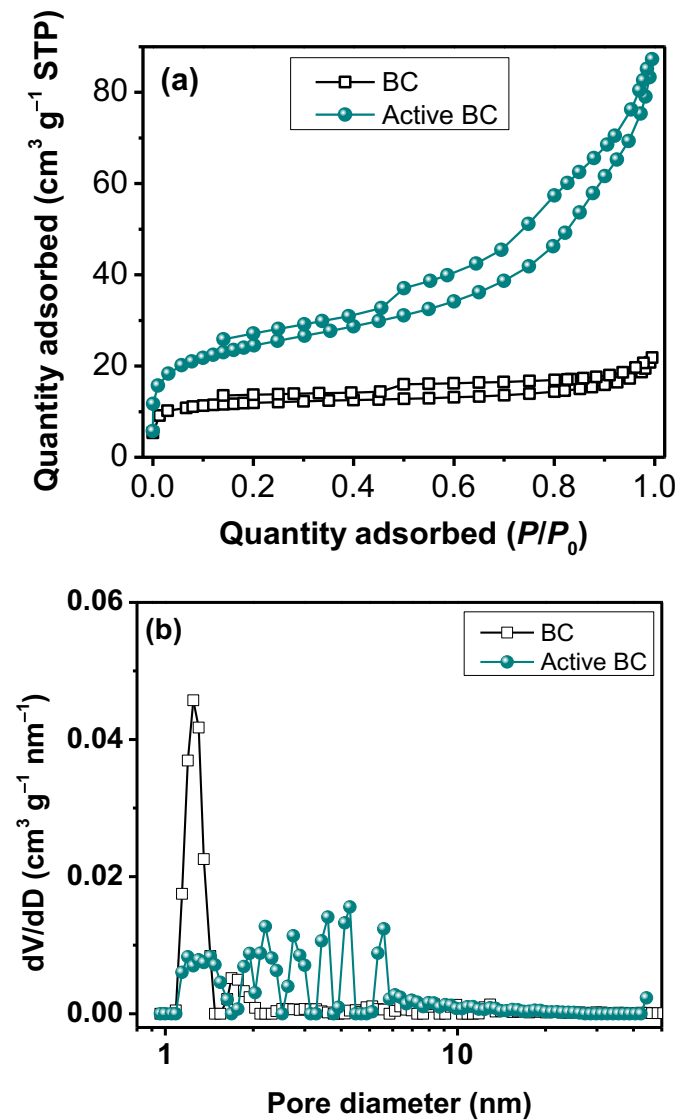 (a)
BC
Active BC
Quantity adsorbed (cm³ g⁻¹ STP)
80
60
40
20
0
0.0 0.2 0.4 0.6 0.8 1.0
Quantity adsorbed (P/P₀)
(b)
BC
Active BC
dV/dD (cm³ g⁻¹ nm⁻¹)
0.06
0.04
0.02
0.00
1 10
Pore diameter (nm)